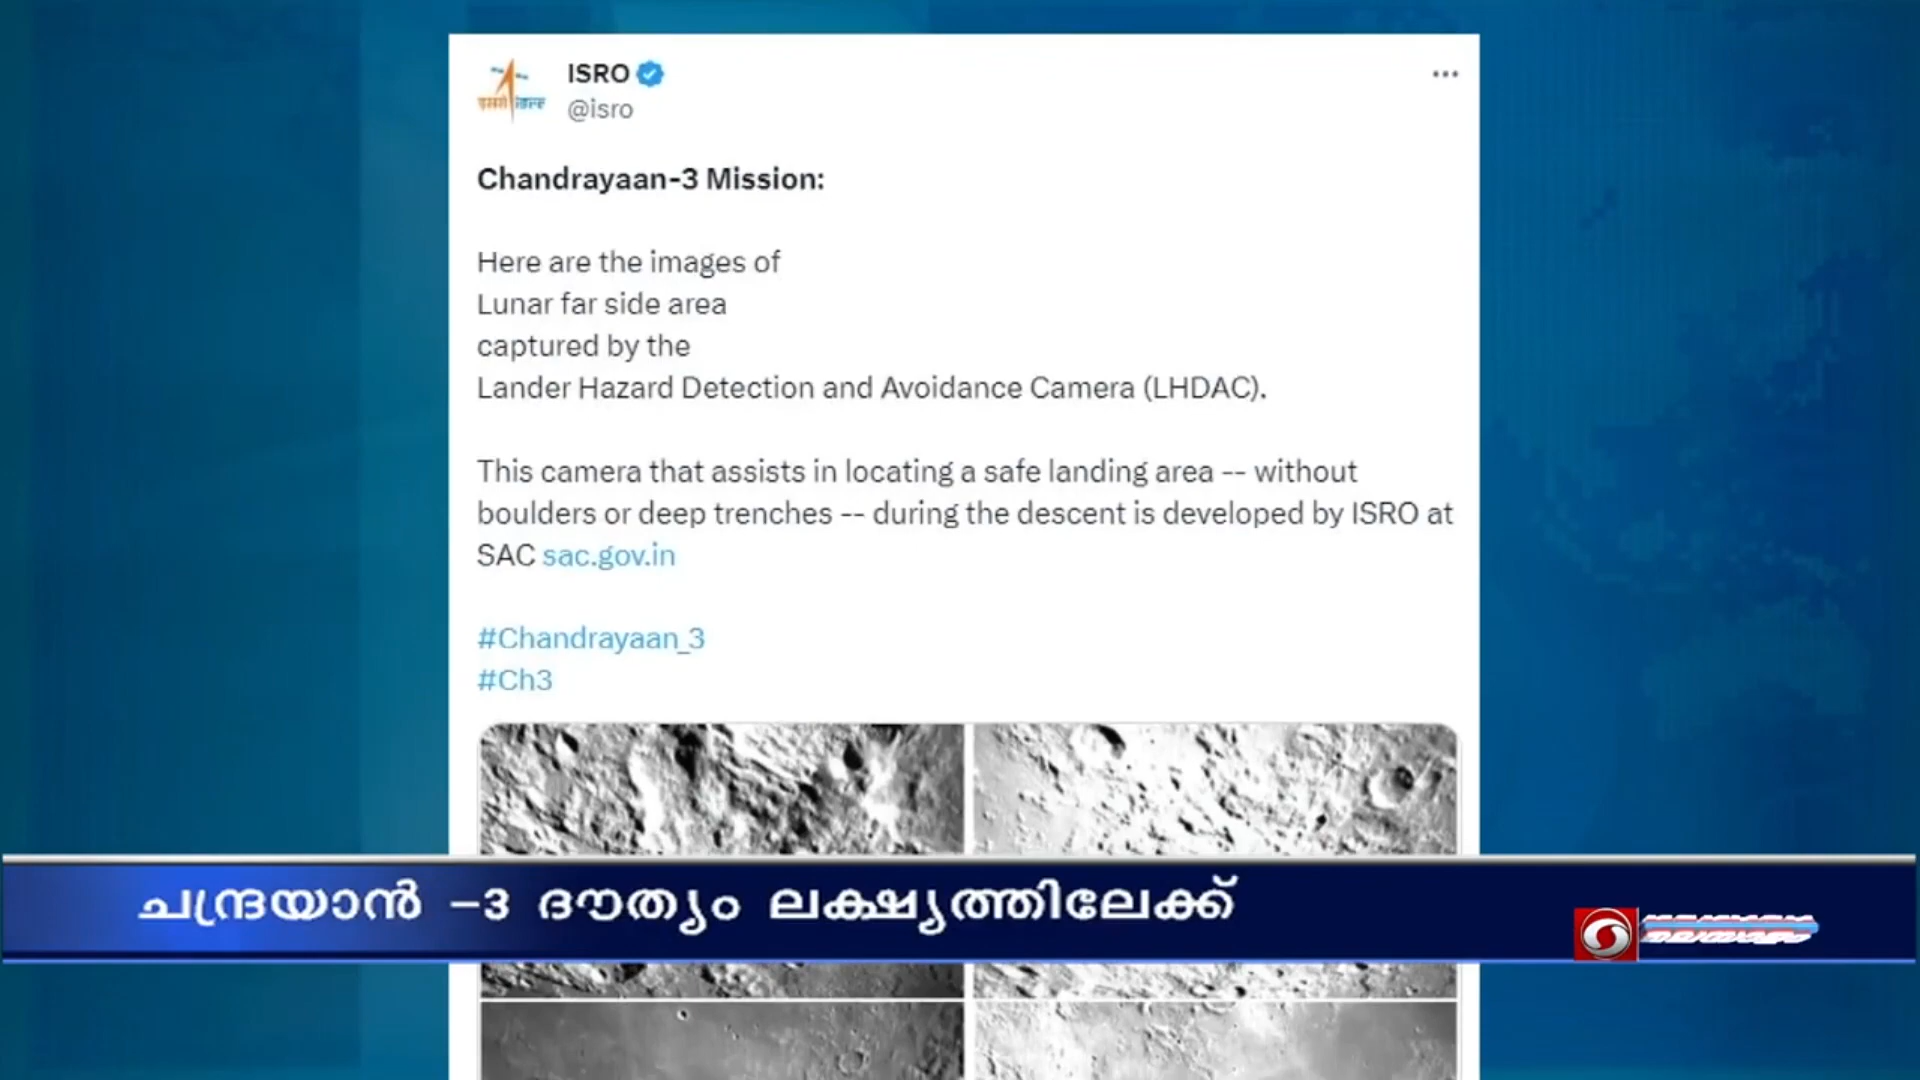 ISRO
@isro
Chandrayaan-3 Mission:
Here are the images of
Lunar far side area
captured by the
Lander Hazard Detection and Avoidance Camera (LHDAC).
This camera that assists in locating a safe landing area -- without
boulders or deep trenches -- during the descent is developed by ISRO at
SAC sac.gov.in
#Chandrayaan_3
#Ch3
ചന്ദ്രയാൻ -3 ദൗത്യം ലക്ഷ്യത്തിലേക്ക്